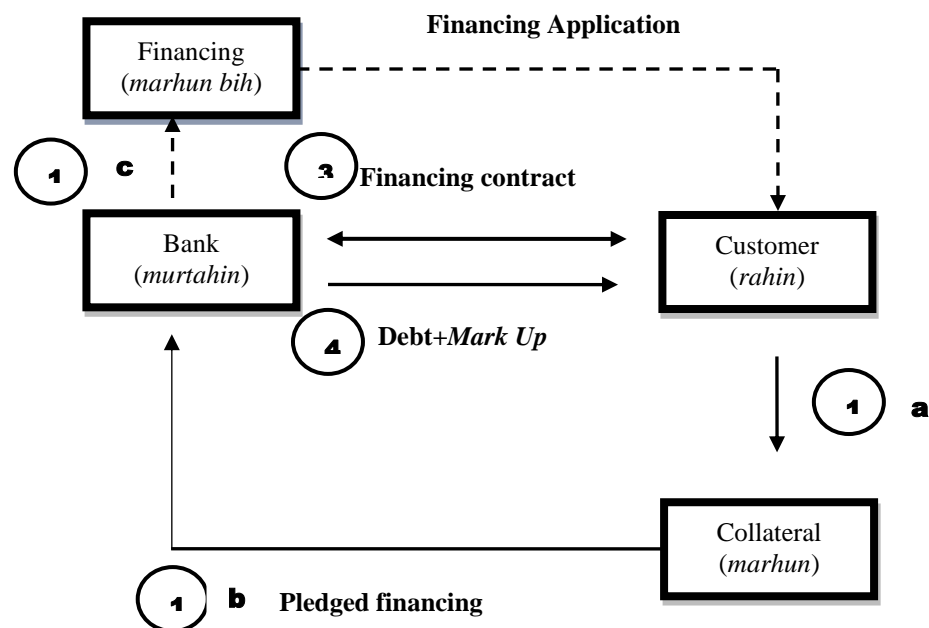 Financing Application
Financing
(marhun bih)
1 c
3 Financing contract
Bank
(murtahin)
Customer
(rahin)
4 Debt+Mark Up
1 a
Collateral
(marhun)
1 b Pledged financing